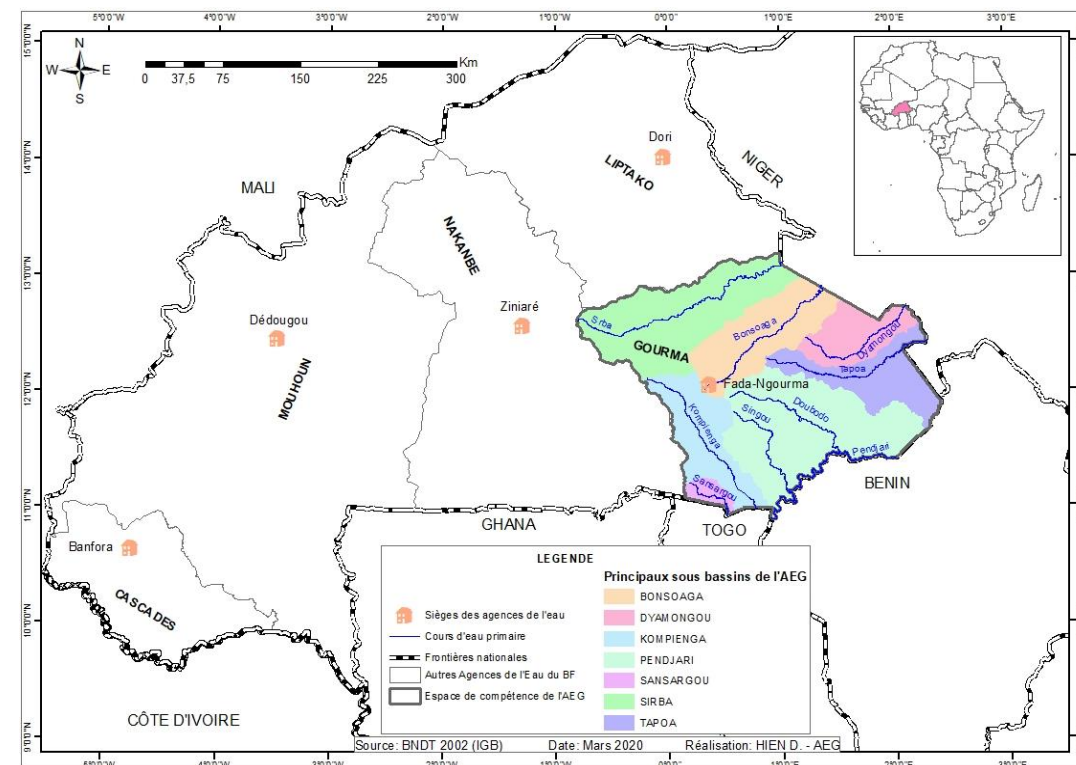 5°0'0"W 4°0'0"W 3°0'0"W 2°0'0"W 1°0'0"W 0°0'0" 1°0'0"E 2°0'0"E 3°0'0"E
15°0'0"N
14°0'0"N
13°0'0"N
12°0'0"N
11°0'0"N
10°0'0"N
9°0'0"N
N
W E
S
Km
0 37,5 75 150 225 300
MALI
NIGER
Dori
LIPTAKO
NAKANBE
Ziniaré
Dédougou
MOUHOUN
Sirba
GOURMA
Bonsoaga
Dyamongou
Tapoa
Fada-Ngourma
Kompienga
Singou
Doubodo
Pendjari
Sansargou
BENIN
GHANA
TOGO
Banfora
CASCADES
CÔTE D'IVOIRE
LEGENDE
Sièges des agences de l'eau
Cours d'eau primaire
Frontières nationales
Autres Agences de l'Eau du BF
Espace de compétence de l'AEG
Principaux sous bassins de l'AEG
BONSOAGA
DYAMONGOU
KOMPIENGA
PENDJARI
SANSARGOU
SIRBA
TAPOA
Source: BNDT 2002 (IGB) Date: Mars 2020 Réalisation: HIEN D. - AEG